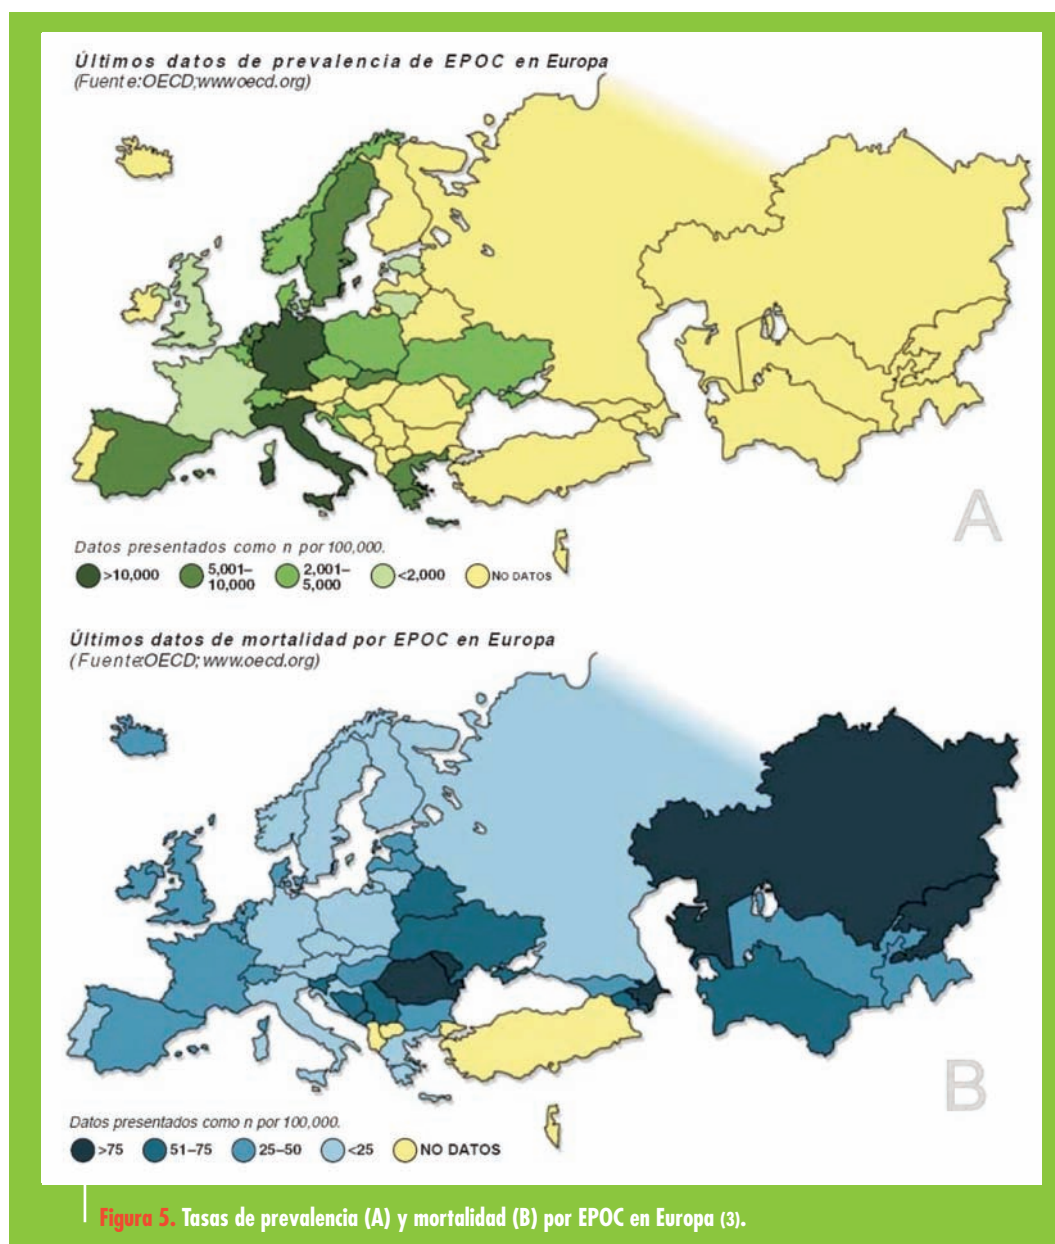 Últimos datos de prevalencia de EPOC en Europa
(Fuente:OECD;wwwoecd.org)
A
Datos presentados como n por 100,000.
>10,000 5,001–10,000 2,001–5,000 <2,000 NO DATOS
Últimos datos de mortalidad por EPOC en Europa
(Fuente:OECD; www.oecd.org)
B
Datos presentados como n por 100,000.
>75 51–75 25–50 <25 NO DATOS
Figura 5. Tasas de prevalencia (A) y mortalidad (B) por EPOC en Europa (3).